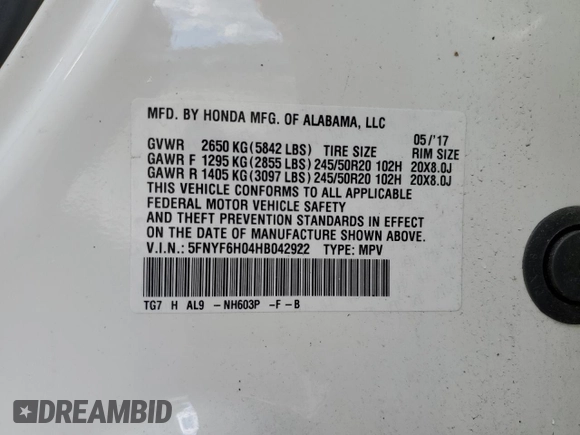 MFD. BY HONDA MFG. OF ALABAMA, LLC 05/'17
GVWR 2650 KG(5842 LBS) TIRE SIZE RIM SIZE
GAWR F 1295 KG(2855 LBS) 245/50R20 102H 20X8.0J
GAWR R 1405 KG(3097 LBS) 245/50R20 102H 20X8.0J
THIS VEHICLE CONFORMS TO ALL APPLICABLE
FEDERAL MOTOR VEHICLE SAFETY
AND THEFT PREVENTION STANDARDS IN EFFECT
ON THE DATE OF MANUFACTURE SHOWN ABOVE.
V.I.N.: 5FNYF6H04HB042922 TYPE: MPV
TG7 H AL9 -NH603P -F-B
DREAMBID